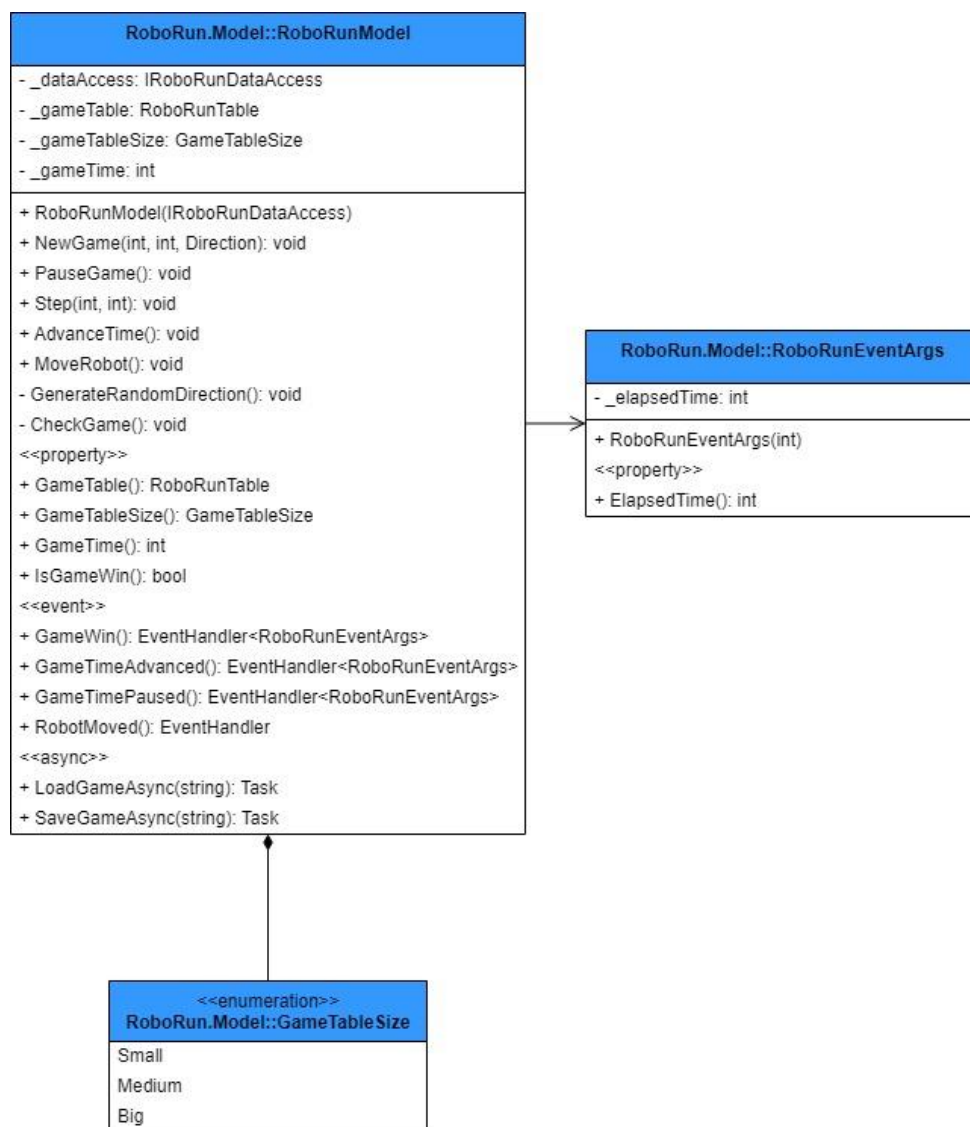 RoboRun.Model::RoboRunModel
- _dataAccess: IRoboRunDataAccess
- _gameTable: RoboRunTable
- _gameTableSize: GameTableSize
- _gameTime: int
+ RoboRunModel(IRoboRunDataAccess)
+ NewGame(int, int, Direction): void
+ PauseGame(): void
+ Step(int, int): void
+ AdvanceTime(): void
+ MoveRobot(): void
- GenerateRandomDirection(): void
- CheckGame(): void
<<property>>
+ GameTable(): RoboRunTable
+ GameTableSize(): GameTableSize
+ GameTime(): int
+ IsGameWin(): bool
<<event>>
+ GameWin(): EventHandler<RoboRunEventArgs>
+ GameTimeAdvanced(): EventHandler<RoboRunEventArgs>
+ GameTimePaused(): EventHandler<RoboRunEventArgs>
+ RobotMoved(): EventHandler
<<async>>
+ LoadGameAsync(string): Task
+ SaveGameAsync(string): Task
RoboRun.Model::RoboRunEventArgs
- _elapsedTime: int
+ RoboRunEventArgs(int)
<<property>>
+ ElapsedTime(): int
<<enumeration>>
RoboRun.Model::GameTableSize
Small
Medium
Big